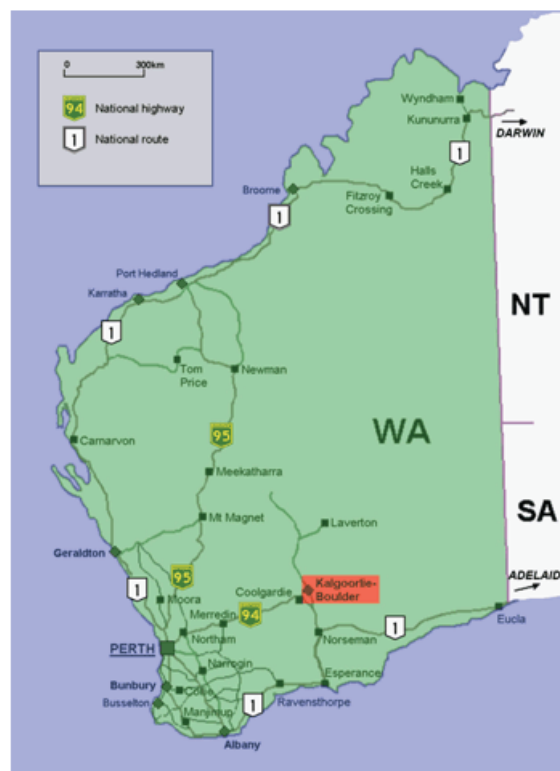 0 300km
94 National highway
1 National route
Wyndham
Kununurra
DARWIN
1
Halls
Creek
Broome
Fitzroy
Crossing
1
Port Hedland
Karratha
NT
1
Tom
Price
Newman
WA
95
Carnarvon
Meekatharra
SA
Mt Magnet
Laverton
Geraldton
ADELAID
95
Kalgoorlie-
Boulder
1
Moora
Coolgardie
Eucla
Merredin
94
1
Northam
Norseman
PERTH
Narrogin
Esperance
Bunbury
Collie
Busselton
1
Ravensthorpe
Manjimup
Albany